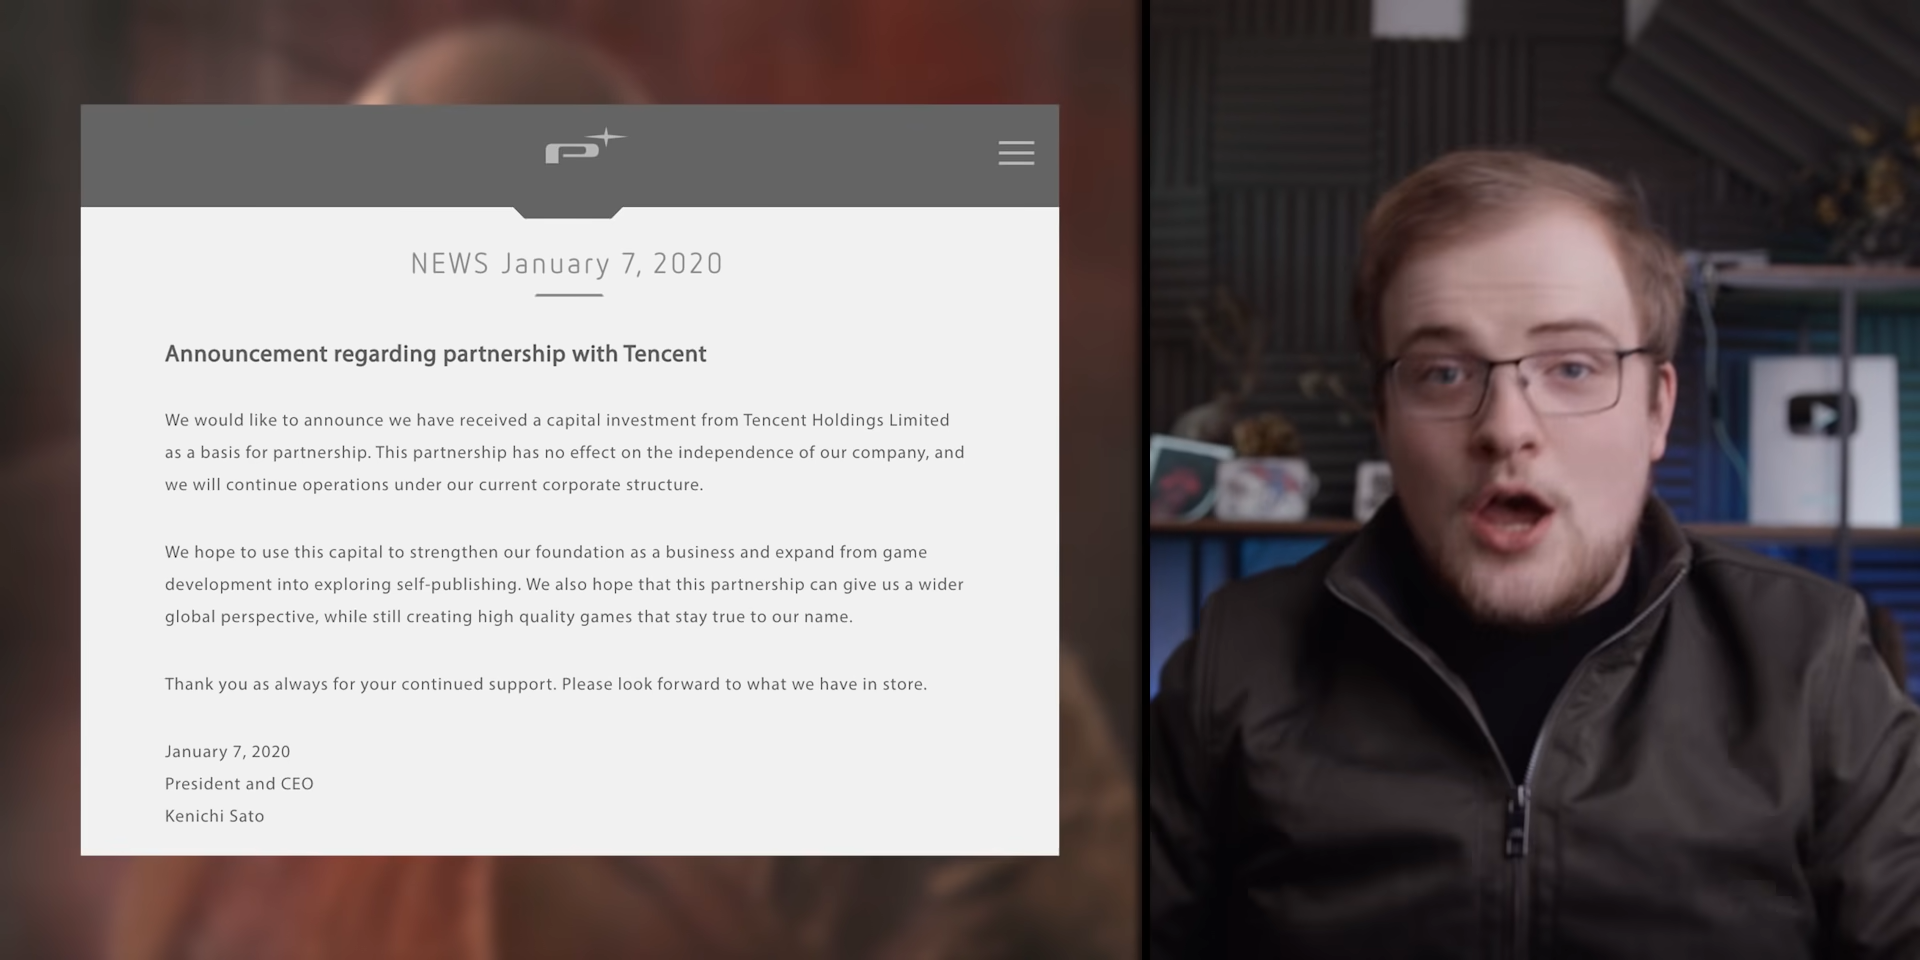 NEWS January 7, 2020
Announcement regarding partnership with Tencent
We would like to announce we have received a capital investment from Tencent Holdings Limited
as a basis for partnership. This partnership has no effect on the independence of our company, and
we will continue operations under our current corporate structure.
We hope to use this capital to strengthen our foundation as a business and expand from game
development into exploring self-publishing. We also hope that this partnership can give us a wider
global perspective, while still creating high quality games that stay true to our name.
Thank you as always for your continued support. Please look forward to what we have in store.
January 7, 2020
President and CEO
Kenichi Sato